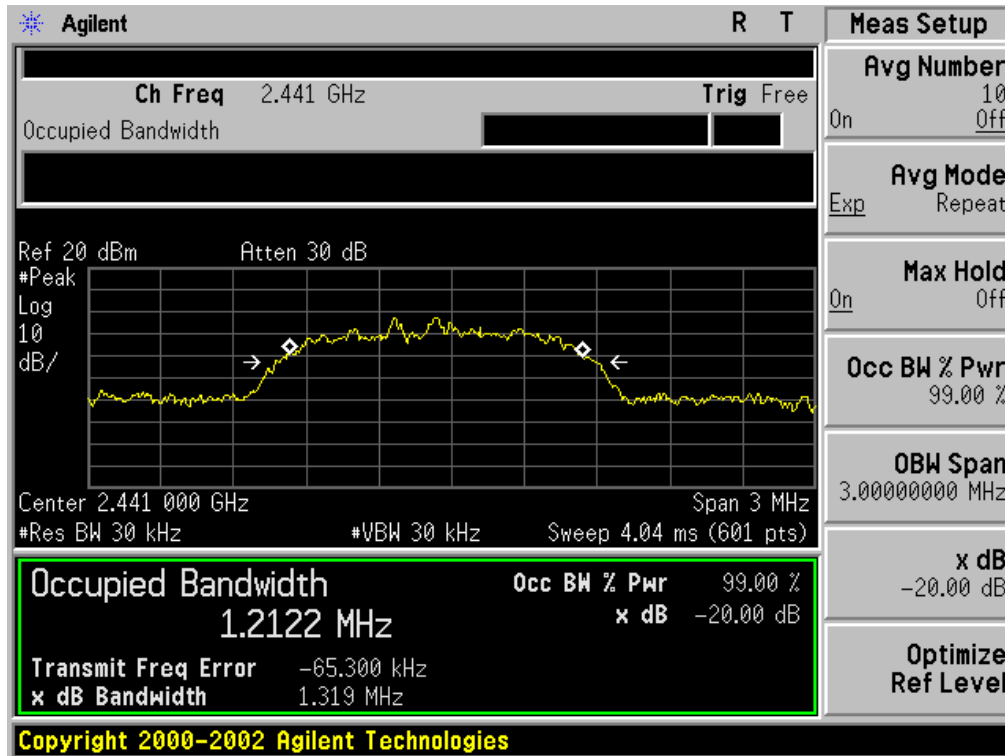 Agilent R T
Meas Setup
Ch Freq 2.441 GHz Trig Free
Occupied Bandwidth
Ref 20 dBm Atten 30 dB
#Peak
Log
10
dB/
Center 2.441 000 GHz Span 3 MHz
#Res BW 30 kHz #VBW 30 kHz Sweep 4.04 ms (601 pts)
Occupied Bandwidth
1.2122 MHz
Occ BW % Pwr 99.00 %
x dB -20.00 dB
Transmit Freq Error -65.300 kHz
x dB Bandwidth 1.319 MHz
Avg Number
10
On Off
Avg Mode
Exp Repeat
Max Hold
On Off
Occ BW % Pwr
99.00 %
OBW Span
3.00000000 MHz
x dB
-20.00 dB
Optimize
Ref Level
Copyright 2000-2002 Agilent Technologies